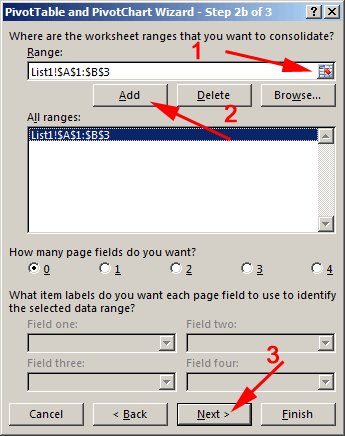 PivotTable and PivotChart Wizard - Step 2b of 3
Where are the worksheet ranges that you want to consolidate?
1
Range:
List1!$A$1:$B$3
Add Delete Browse...
2
All ranges:
List1!$A$1:$B$3
How many page fields do you want?
0 1 2 3 4
What item labels do you want each page field to use to identify
the selected data range?
Field one: Field two:
Field three: Field four:
3
Cancel < Back Next > Finish